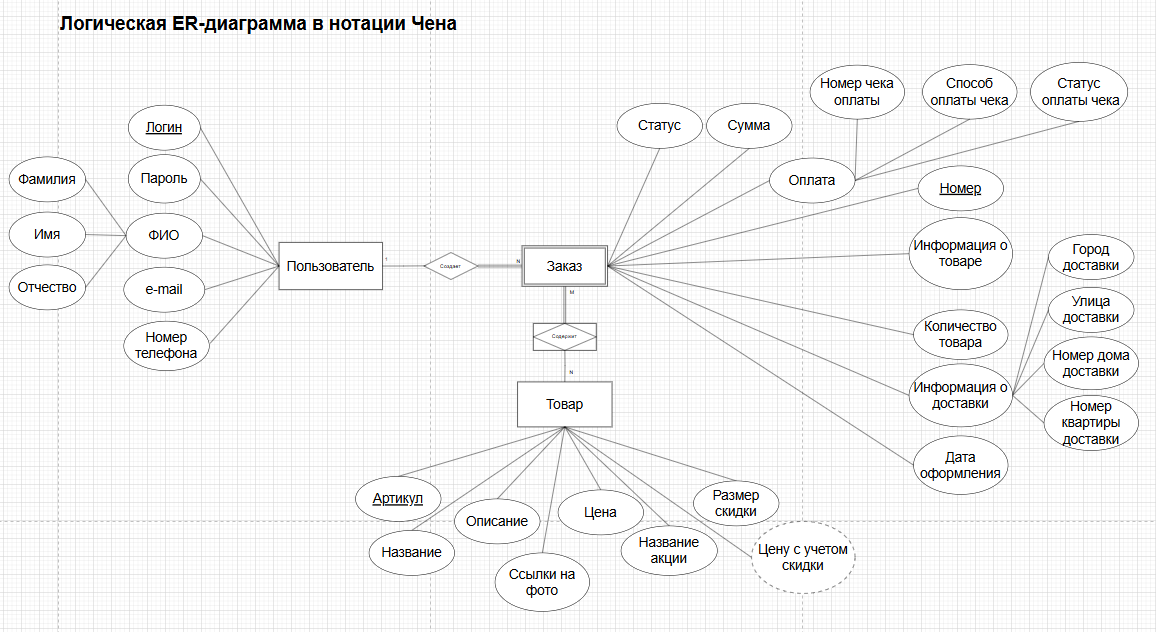 Логическая ER-диаграмма в нотации Чена
Номер чека
оплаты
Способ
оплаты чека
Статус
оплаты чека
Логин
Статус
Сумма
Пароль
Фамилия
Оплата
Номер
Имя
ФИО
Информация о
товаре
Город
доставки
Пользователь
1
Создает
N
Заказ
Отчество
e-mail
M
Улица
доставки
Номер
телефона
Содержит
Количество
товара
Номер дома
доставки
N
Товар
Информация о
доставки
Номер
квартиры
доставки
Дата
оформления
Артикул
Название
Описание
Ссылки на
фото
Цена
Название
акции
Размер
скидки
Цену с учетом
скидки